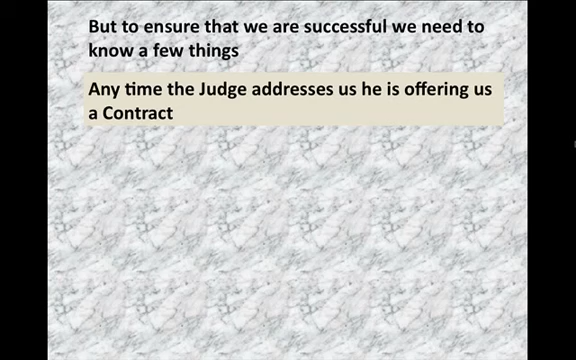 But to ensure that we are successful we need to
know a few things
Any time the Judge addresses us he is offering us
a Contract